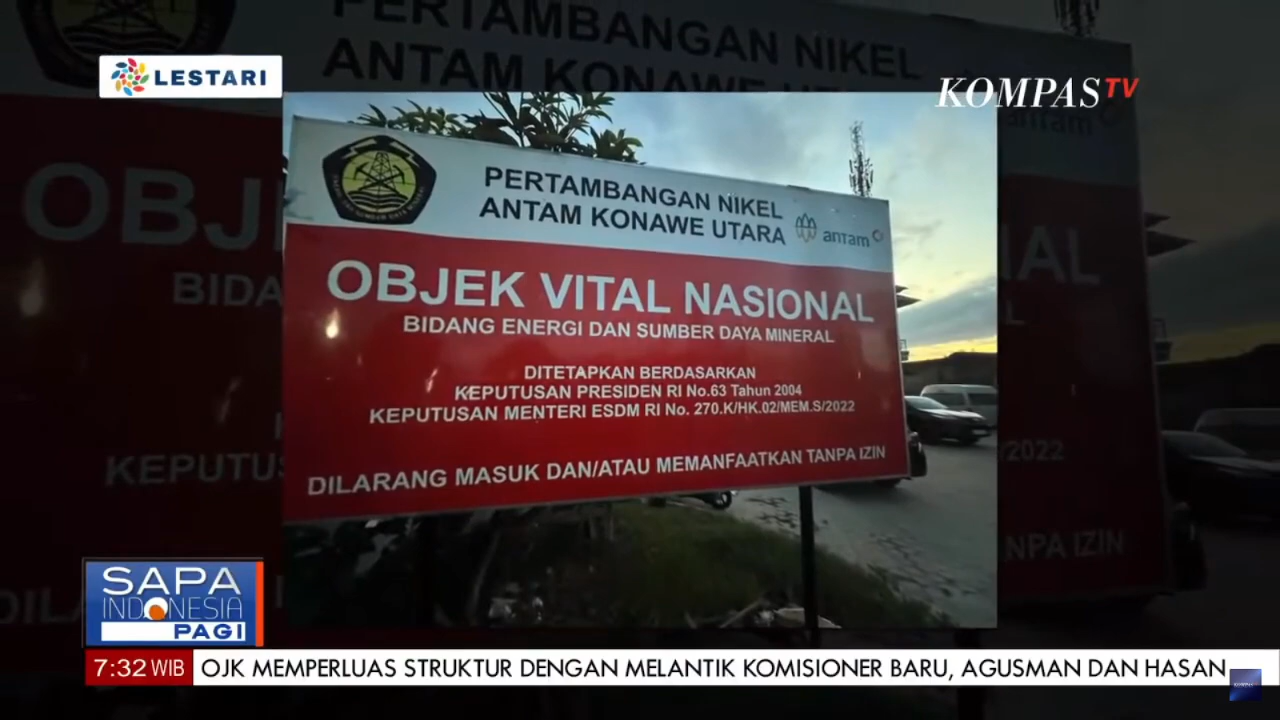 LESTARI
KOMPASTV
PERTAMBANGAN NIKEL
ANTAM KONAWE UTARA
antam
OBJEK VITAL NASIONAL
BIDANG ENERGI DAN SUMBER DAYA MINERAL
DITETAPKAN BERDASARKAN
KEPUTUSAN PRESIDEN RI No.63 Tahun 2004
KEPUTUSAN MENTERI ESDM RI No. 270.K/HK.02/MEM.S/2022
DILARANG MASUK DAN/ATAU MEMANFAATKAN TANPA IZIN
SAPA
INDONESIA
PAGI
7:32 WIB OJK MEMPERLUAS STRUKTUR DENGAN MELANTIK KOMISIONER BARU, AGUSMAN DAN HASAN